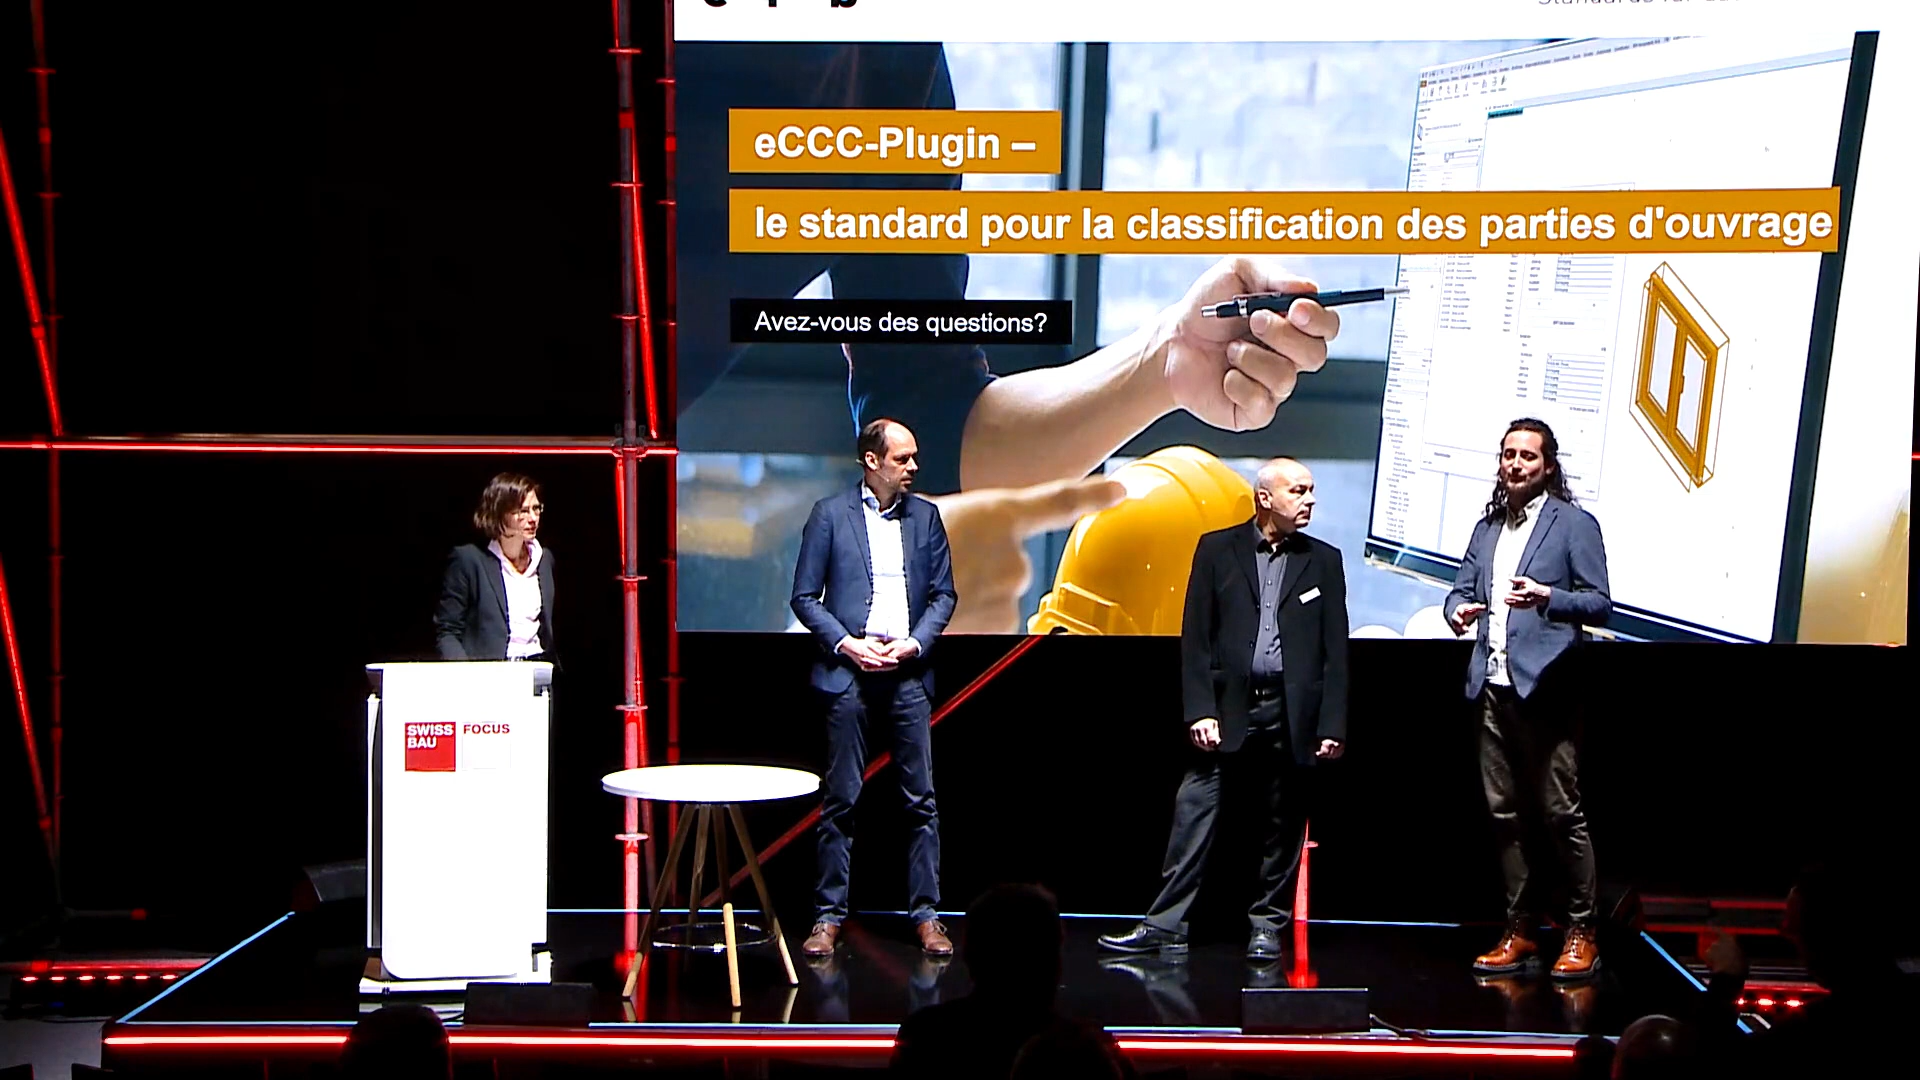 eCCC-Plugin –
le standard pour la classification des parties d'ouvrage
Avez-vous des questions?
SWISS
BAU
FOCUS